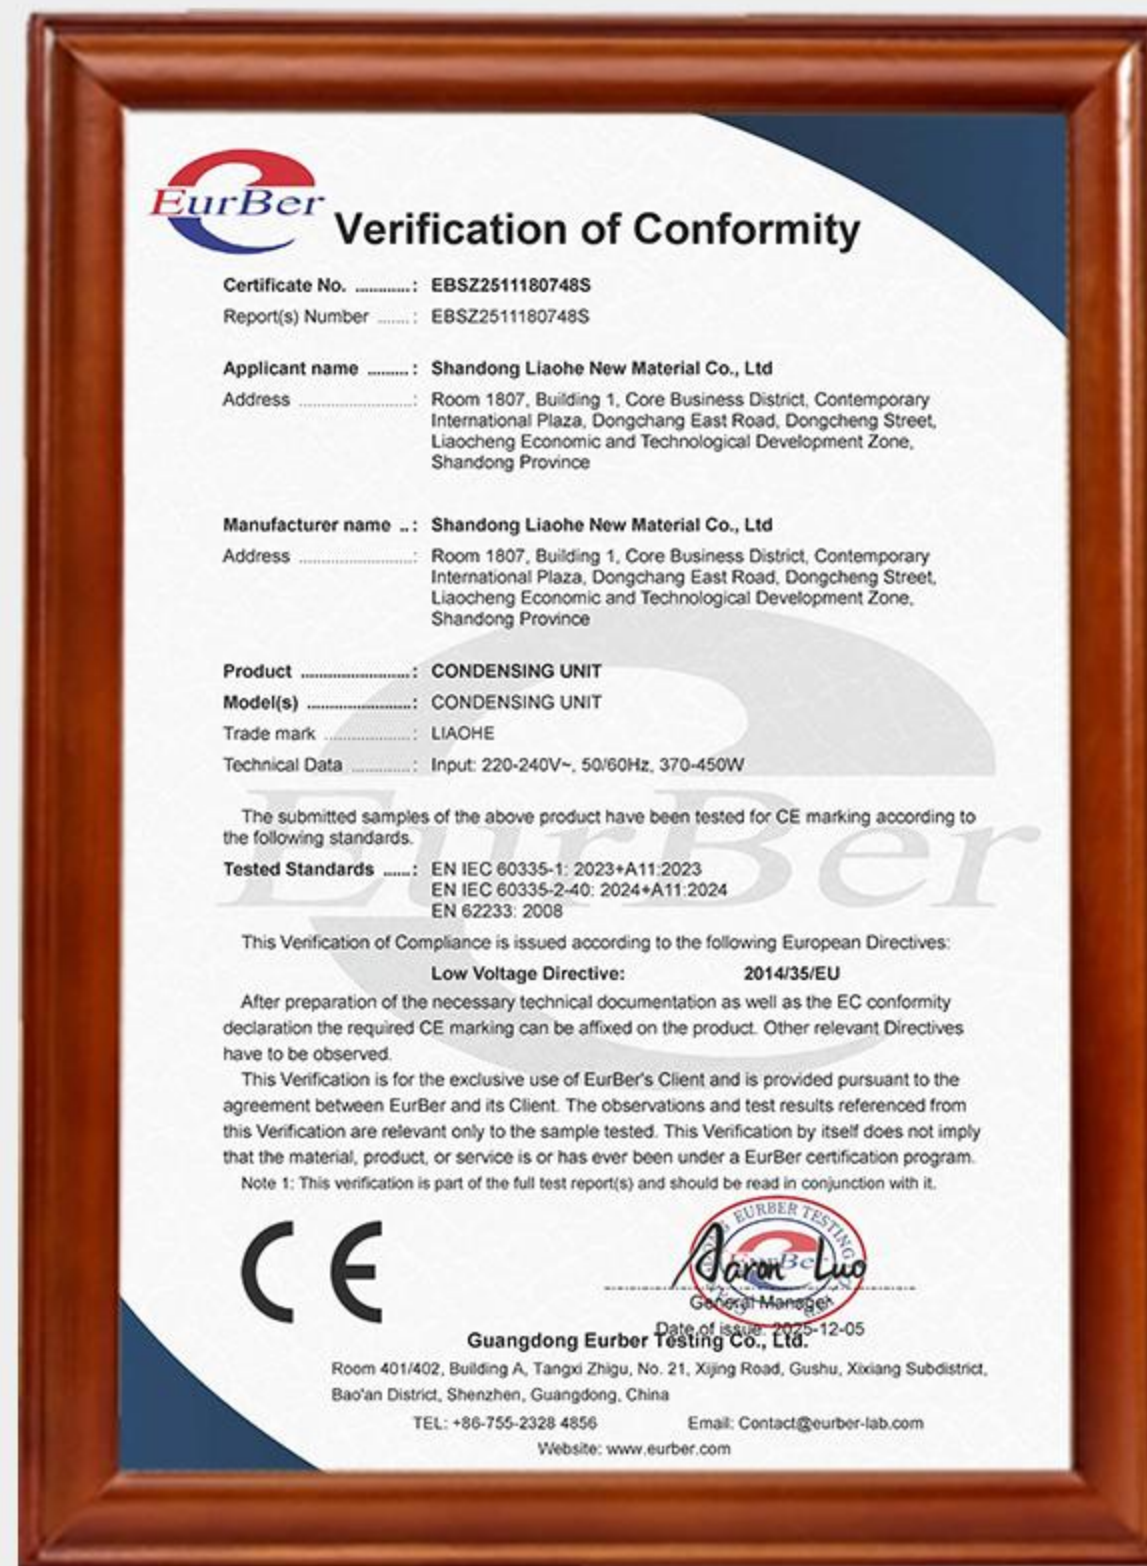 EurBer
Verification of Conformity
Certificate No. ............: EBSZ2511180748S
Report(s) Number .......: EBSZ2511180748S
Applicant name .........: Shandong Liaohe New Material Co., Ltd
Address .........................: Room 1807, Building 1, Core Business District, Contemporary
International Plaza, Dongchang East Road, Dongcheng Street,
Liaocheng Economic and Technological Development Zone,
Shandong Province
Manufacturer name ..: Shandong Liaohe New Material Co., Ltd
Address .........................: Room 1807, Building 1, Core Business District, Contemporary
International Plaza, Dongchang East Road, Dongcheng Street,
Liaocheng Economic and Technological Development Zone,
Shandong Province
Product ........................: CONDENSING UNIT
Model(s) .......................: CONDENSING UNIT
Trade mark ...................: LIAOHE
Technical Data .............: Input: 220-240V~, 50/60Hz, 370-450W
EurBer
The submitted samples of the above product have been tested for CE marking according to
the following standards.
Tested Standards ......: EN IEC 60335-1: 2023+A11:2023
EN IEC 60335-2-40: 2024+A11:2024
EN 62233: 2008
This Verification of Compliance is issued according to the following European Directives:
Low Voltage Directive: 2014/35/EU
After preparation of the necessary technical documentation as well as the EC conformity
declaration the required CE marking can be affixed on the product. Other relevant Directives
have to be observed.
This Verification is for the exclusive use of EurBer's Client and is provided pursuant to the
agreement between EurBer and its Client. The observations and test results referenced from
this Verification are relevant only to the sample tested. This Verification by itself does not imply
that the material, product, or service is or has ever been under a EurBer certification program.
Note 1: This verification is part of the full test report(s) and should be read in conjunction with it.
CE
EURBER TESTING
EurBer
Aaron Luo
General Manager
Date of issue: 2025-12-05
Guangdong Eurber Testing Co., Ltd.
Room 401/402, Building A, Tangxi Zhigu, No. 21, Xijing Road, Gushu, Xixiang Subdistrict,
Bao'an District, Shenzhen, Guangdong, China
TEL: +86-755-2328 4856 Email: Contact@eurber-lab.com
Website: www.eurber.com